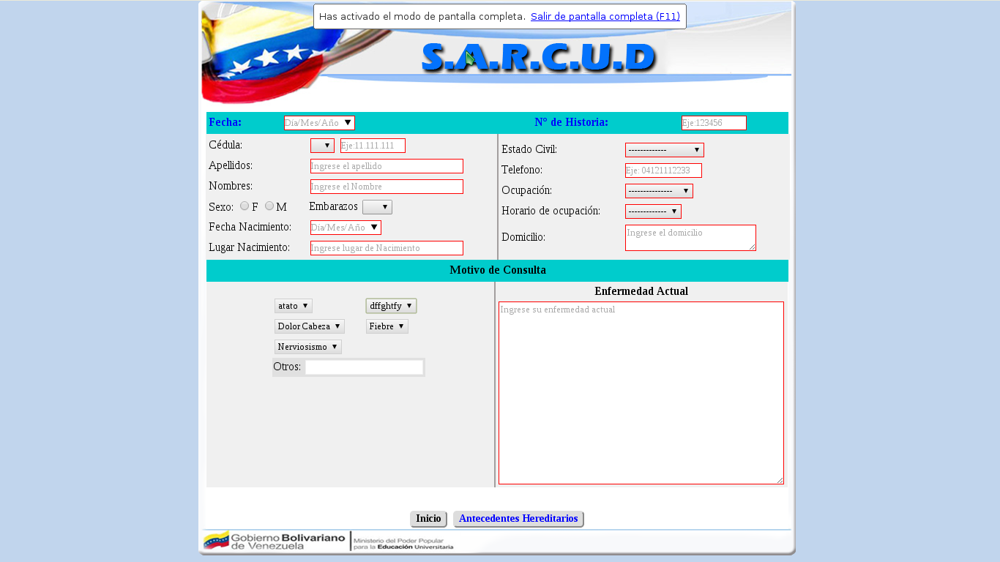 Has activado el modo de pantalla completa. Salir de pantalla completa (F11)
S.A.R.C.U.D
Fecha: Día/Mes/Año N° de Historia: Eje:123456
Cédula: Eje:11.111.111
Apellidos: Ingrese el apellido
Nombres: Ingrese el Nombre
Sexo: F M Embarazos
Fecha Nacimiento: Día/Mes/Año
Lugar Nacimiento: Ingrese lugar de Nacimiento
Estado Civil: -------------
Telefono: Eje: 04121112233
Ocupación: ---------------
Horario de ocupación: -------------
Domicilio: Ingrese el domicilio
Motivo de Consulta
atato dffghtfy
Dolor Cabeza Fiebre
Nerviosismo
Otros:
Enfermedad Actual
Ingrese su enfermedad actual
Inicio Antecedentes Hereditarios
Gobierno Bolivariano
de Venezuela
Ministerio del Poder Popular
para la Educación Universitaria